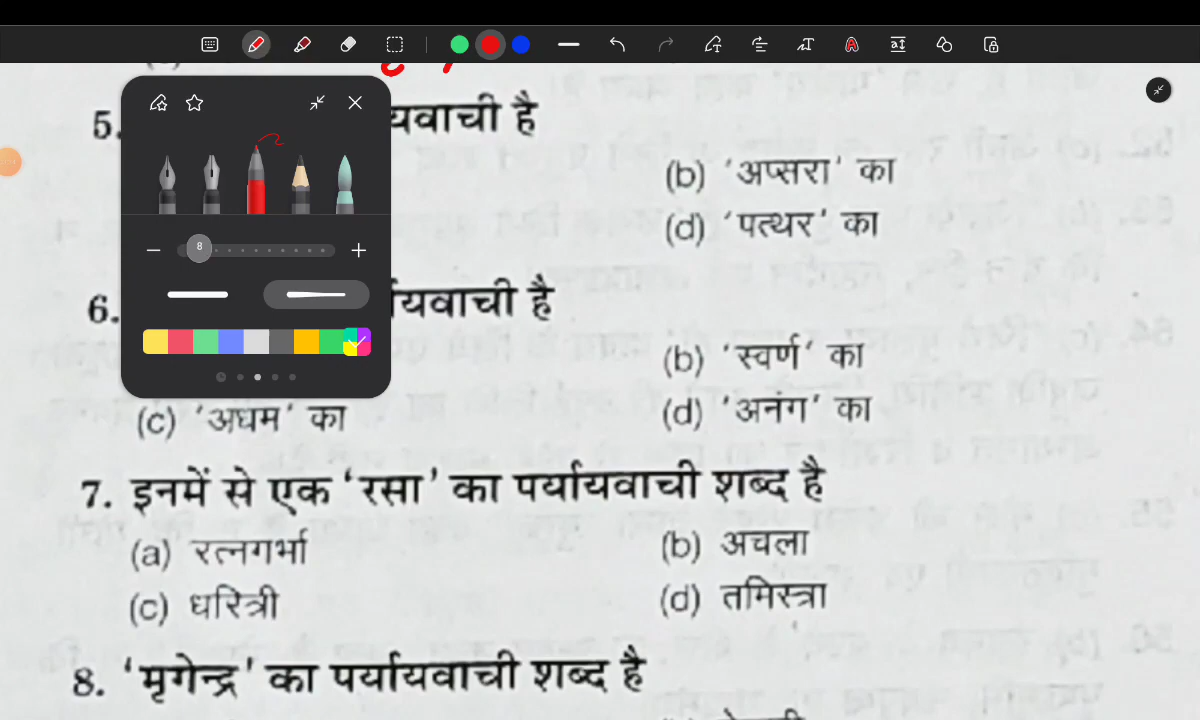 8
5. यवाची है
(b) 'अप्सरा' का
(d) 'पत्थर' का
6. र्यायवाची है
(b) 'स्वर्ण' का
(c) 'अधम' का (d) 'अनंग' का
7. इनमें से एक 'रसा' का पर्यायवाची शब्द है
(a) रत्नगर्भा (b) अचला
(c) धरित्री (d) तमिस्त्रा
8. 'मृगेन्द्र' का पर्यायवाची शब्द है